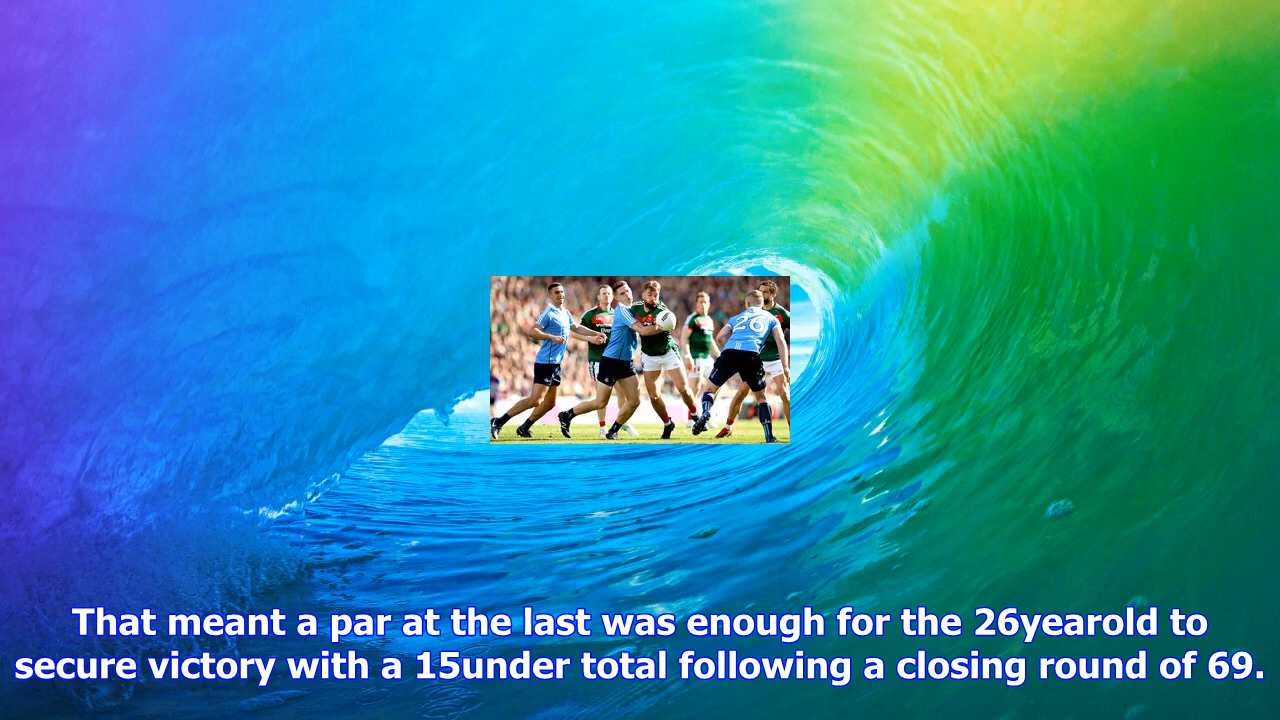 26
That meant a par at the last was enough for the 26yearold to
secure victory with a 15under total following a closing round of 69.